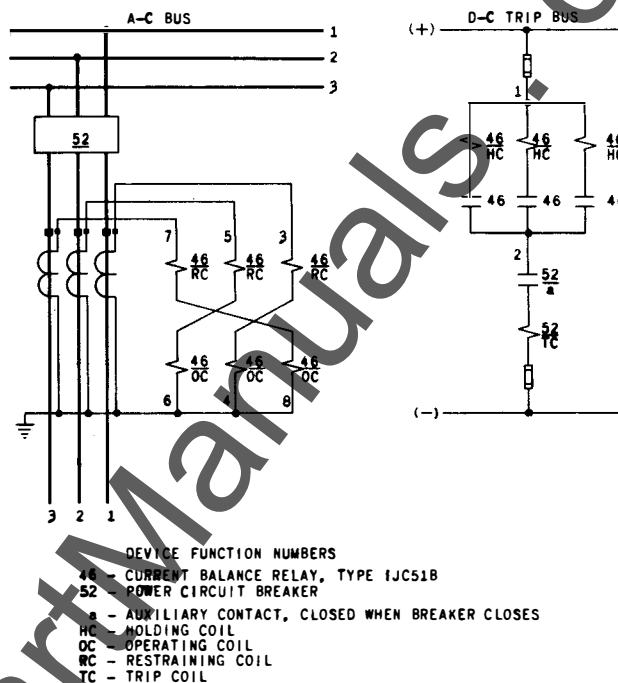 A-C BUS
D-C TRIP BUS
1
2
3
(+)
52
1
46
HC
46
HC
46
46
46
7
5
3
46
RC
46
RC
46
RC
2
52
a
52
TC
46
OC
46
OC
46
OC
6
4
8
(-)
3 2 1
DEVICE FUNCTION NUMBERS
46 - CURRENT BALANCE RELAY, TYPE IJC51B
52 - POWER CIRCUIT BREAKER
a - AUXILIARY CONTACT, CLOSED WHEN BREAKER CLOSES
HC - HOLDING COIL
OC - OPERATING COIL
RC - RESTRAINING COIL
TC - TRIP COIL